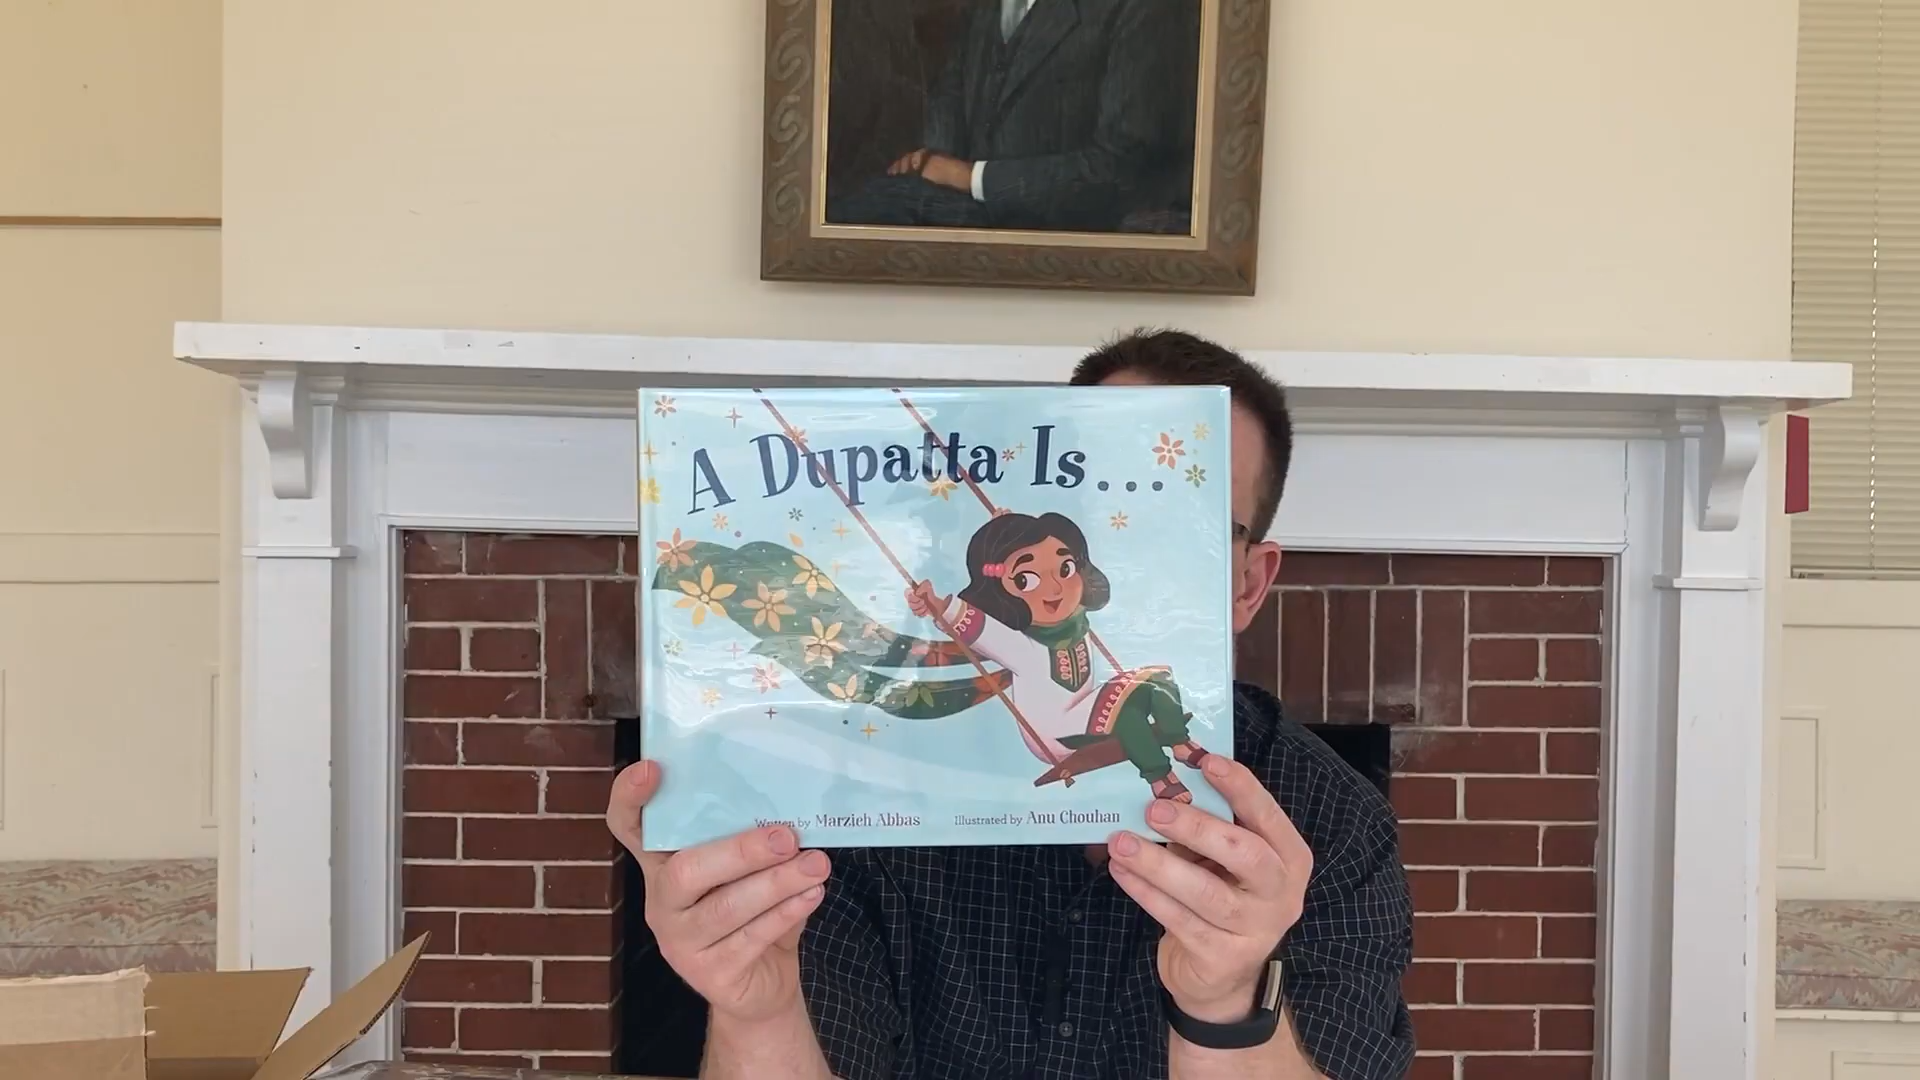 A Dupatta Is...
Written by Marzieh Abbas Illustrated by Anu Chouhan